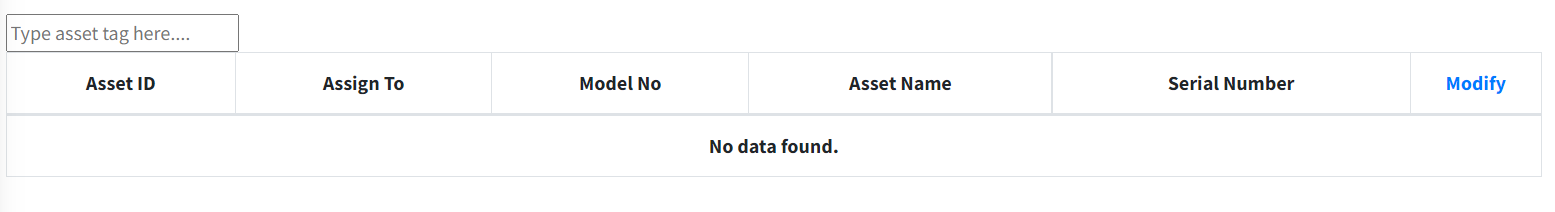 Type asset tag here....
Asset ID Assign To Model No Asset Name Serial Number Modify
No data found.